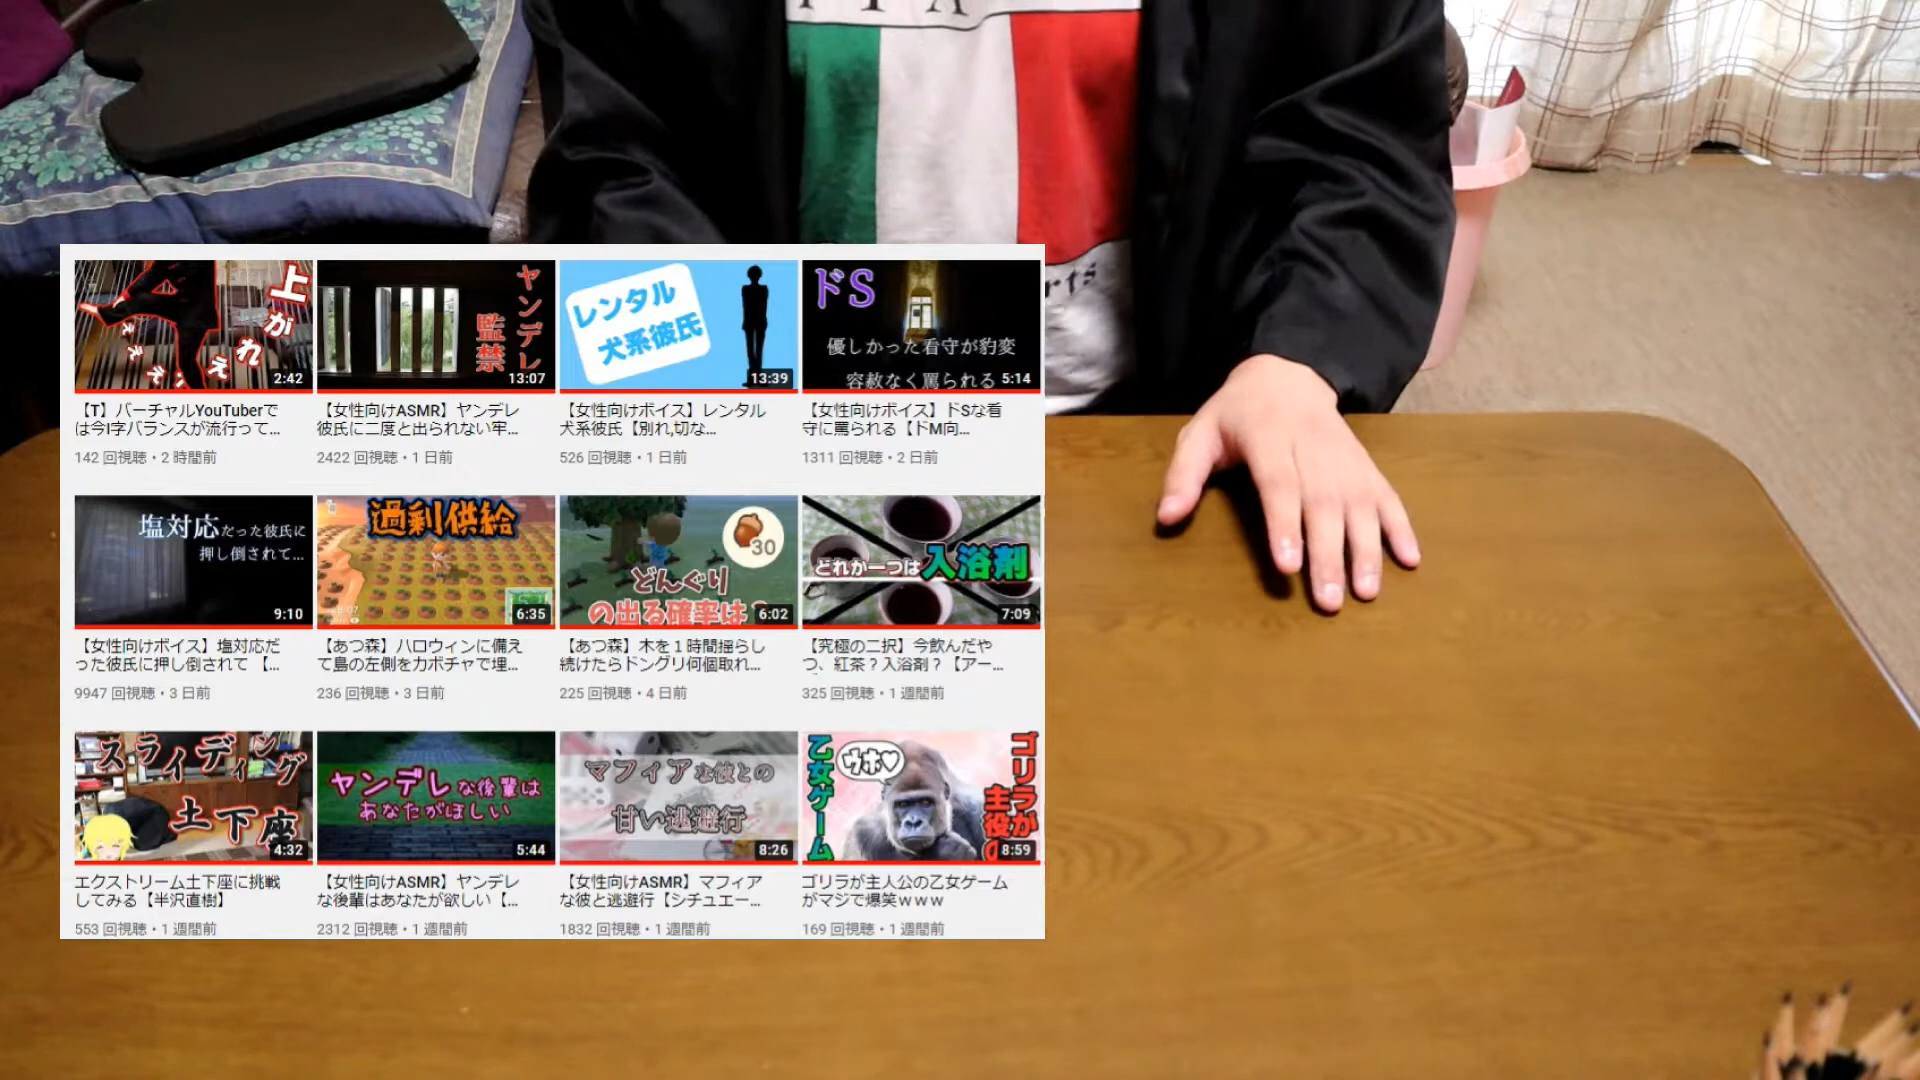 上がれ
ぇぇぇぇえ
2:42
ヤンデレ
監禁
13:07
レンタル
犬系彼氏
13:39
ドS
優しかった看守が豹変
容赦なく罵られる
5:14
【T】バーチャルYouTuberで
は今I字バランスが流行って...
142 回視聴・2 時間前
【女性向けASMR】ヤンデレ
彼氏に二度と出られない牢...
2422 回視聴・1 日前
【女性向けボイス】レンタル
犬系彼氏【別れ,切な...
526 回視聴・1 日前
【女性向けボイス】ドSな看
守に罵られる【ドM向...
1311 回視聴・2 日前
塩対応だった彼氏に
押し倒されて...
9:10
過剰供給
6:35
30
どんぐり
の出る確率は?
6:02
どれか一つは入浴剤
7:09
【女性向けボイス】塩対応だ
った彼氏に押し倒されて 【...
9947 回視聴・3 日前
【あつ森】ハロウィンに備え
て島の左側をカボチャで埋...
236 回視聴・3 日前
【あつ森】木を１時間揺らし
続けたらドングリ何個取れ...
225 回視聴・4 日前
【究極の二択】今飲んだや
つ、紅茶？入浴剤？【アー...
325 回視聴・1 週間前
スライディング
土下座
4:32
ヤンデレな後輩は
あなたがほしい
5:44
マフィアな彼との
甘い逃避行
8:26
乙女ゲーム
ウホ♥
ゴリラが
主役の
8:59
エクストリーム土下座に挑戦
してみる【半沢直樹】
553 回視聴・1 週間前
【女性向けASMR】ヤンデレ
な後輩はあなたが欲しい【...
2312 回視聴・1 週間前
【女性向けASMR】マフィア
な彼と逃避行【シチュエー...
1832 回視聴・1 週間前
ゴリラが主人公の乙女ゲーム
がマジで爆笑ｗｗｗ
169 回視聴・1 週間前